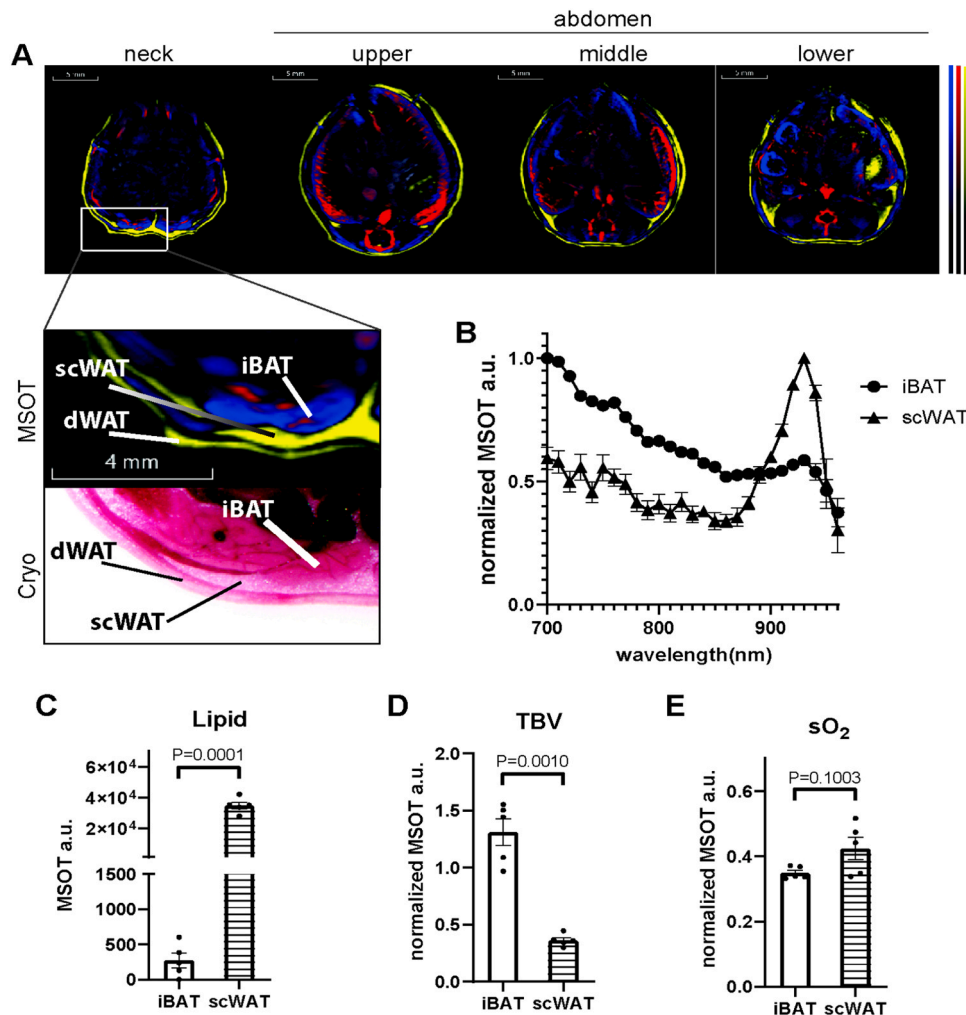 abdomen
A
neck
upper
middle
lower
5 mm
5 mm
5 mm
5 mm
MSOT
scWAT
iBAT
dWAT
4 mm
Cryo
iBAT
dWAT
scWAT
B
normalized MSOT a.u.
1.0
0.5
0.0
700
800
900
wavelength(nm)
iBAT
scWAT
C
Lipid
P=0.0001
MSOT a.u.
6×10⁴
4×10⁴
2×10⁴
1500
1000
500
0
iBAT scWAT
D
TBV
P=0.0010
normalized MSOT a.u.
2.0
1.5
1.0
0.5
0.0
iBAT scWAT
E
sO₂
P=0.1003
normalized MSOT a.u.
0.6
0.4
0.2
0.0
iBAT scWAT